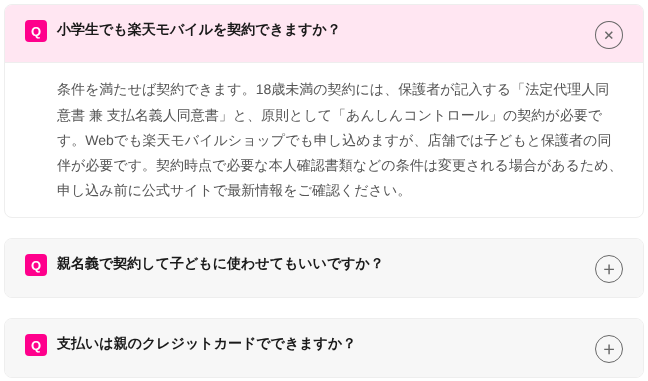 Q 小学生でも楽天モバイルを契約できますか？
条件を満たせば契約できます。18歳未満の契約には、保護者が記入する「法定代理人同
意書 兼 支払名義人同意書」と、原則として「あんしんコントロール」の契約が必要で
す。Webでも楽天モバイルショップでも申し込めますが、店舗では子どもと保護者の同
伴が必要です。契約時点で必要な本人確認書類などの条件は変更される場合があるため、
申し込み前に公式サイトで最新情報をご確認ください。
Q 親名義で契約して子どもに使わせてもいいですか？
Q 支払いは親のクレジットカードでできますか？